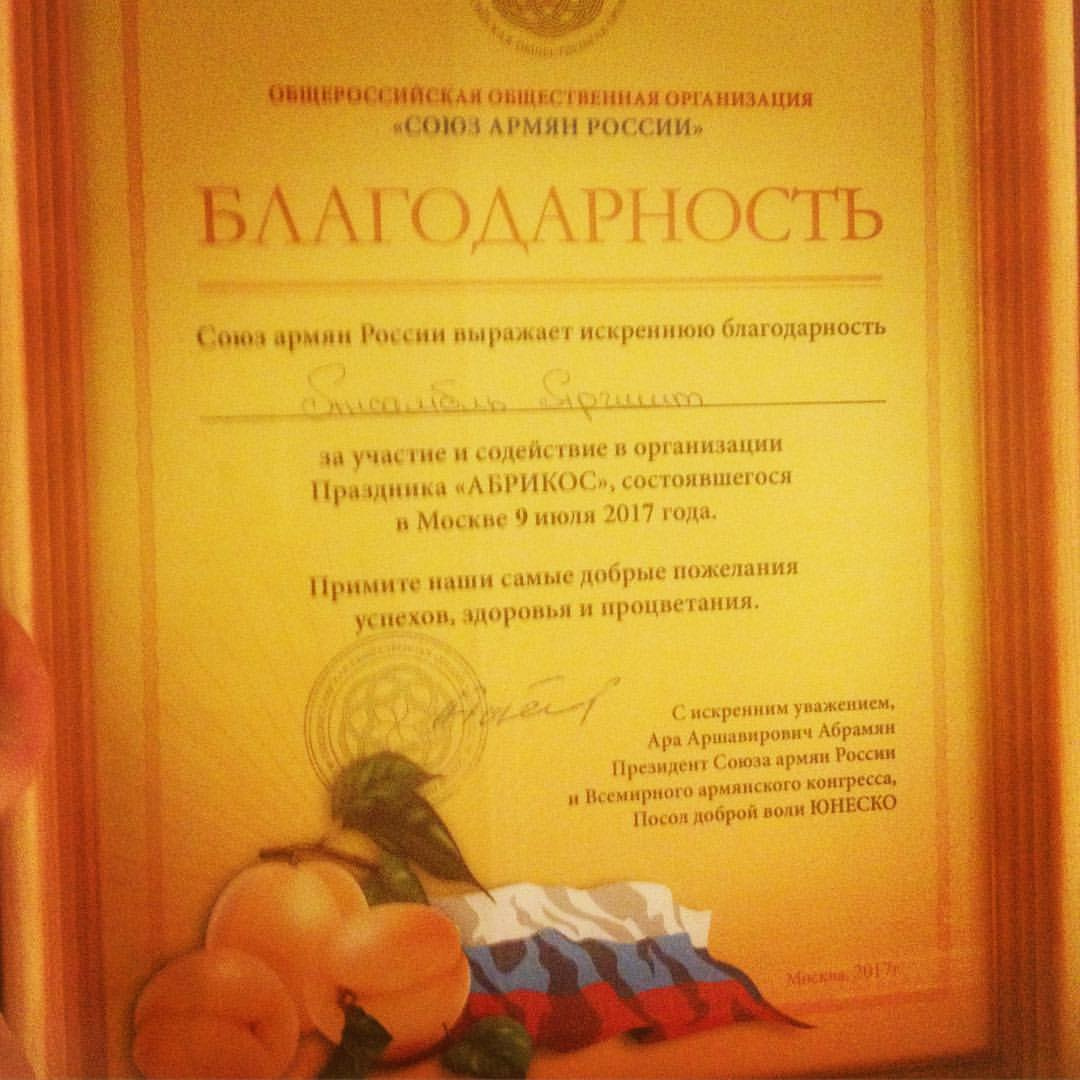 ОБЩЕРОССИЙСКАЯ ОБЩЕСТВЕННАЯ ОРГАНИЗАЦИЯ
«СОЮЗ АРМЯН РОССИИ»
БЛАГОДАРНОСТЬ
Союз армян России выражает искреннюю благодарность
за участие и содействие в организации
Праздника «АБРИКОС», состоявшегося
в Москве 9 июля 2017 года.
Примите наши самые добрые пожелания
успехов, здоровья и процветания.
С искренним уважением,
Ара Аршавирович Абрамян
Президент Союза армян России
и Всемирного армянского конгресса,
Посол доброй воли ЮНЕСКО
Москва, 2017г.